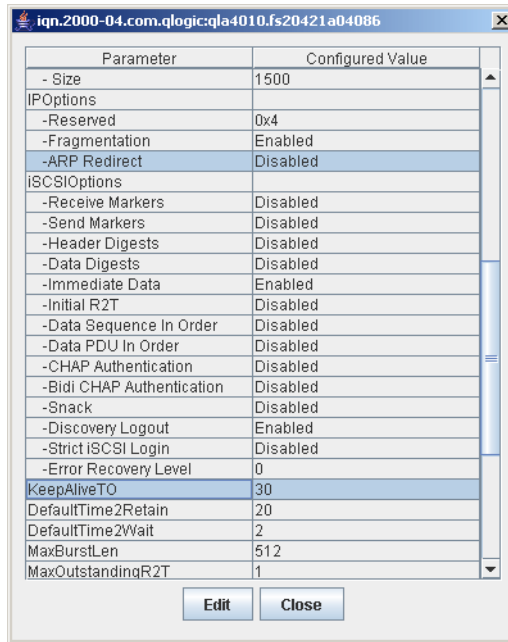 iqn.2000-04.com.qlogic:qla4010.fs20421a04086
Parameter Configured Value
- Size 1500
IPOptions
-Reserved 0x4
-Fragmentation Enabled
-ARP Redirect Disabled
iSCSIOptions
-Receive Markers Disabled
-Send Markers Disabled
-Header Digests Disabled
-Data Digests Disabled
-Immediate Data Enabled
-Initial R2T Disabled
-Data Sequence In Order Disabled
-Data PDU In Order Disabled
-CHAP Authentication Disabled
-Bidi CHAP Authentication Disabled
-Snack Disabled
-Discovery Logout Enabled
-Strict iSCSI Login Disabled
-Error Recovery Level 0
KeepAliveTO 30
DefaultTime2Retain 20
DefaultTime2Wait 2
MaxBurstLen 512
MaxOutstandingR2T 1
Edit Close